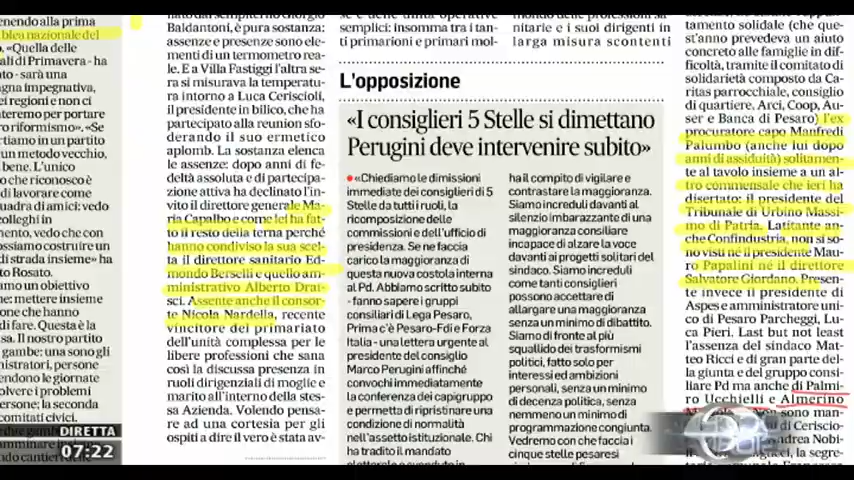 enendo alla prima
blea nazionale del
o. «Quella delle
ali di Primavera - ha
ato - sarà una
agna impegnativa,
ei regioni e non ci
teremo per portare
o riformismo». «Se
rtiamo in un partito
un metodo vecchio,
bene. L'unico
che riconosco è
di lavorare come
quadra di amici: vedo
olleghi in
mento, vedo che con
ossiamo costruire un
di strada insieme» ha
to Rosato.
amo un obiettivo
e: mettere insieme
sone che hanno
di fare. Questa è la
. Il nostro partito
gambe: una sono gli
nistratori, persone
endono le giornate
olvere i problemi
persone; la seconda
comitati civici.
Baldantoni, è pura sostanza:
assenze e presenze sono ele-
menti di un termometro rea-
le. E a Villa Fastiggi l'altra se-
ra si misurava la temperatu-
ra intorno a Luca Ceriscioli,
il presidente in bilico, che ha
partecipato alla reunion sfo-
derando il suo ermetico
aplomb. La sostanza elenca
le assenze: dopo anni di fe-
deltà assoluta e di partecipa-
zione attiva ha declinato l'in-
vito il direttore generale Ma-
ria Capalbo e come lei ha fat-
to il resto della terna perché
hanno condiviso la sua scel-
ta il direttore sanitario Ed-
mondo Berselli e quello am-
ministrativo Alberto Drai-
sci. Assente anche il consor-
te Nicola Nardella, recente
vincitore del primariato
dell'unità complessa per le
libere professioni che sana
così la discussa presenza in
ruoli dirigenziali di moglie e
marito all'interno della stes-
sa Azienda. Volendo pensa-
re ad una cortesia per gli
ospiti a dire il vero è stata av-
semplici: insomma tra i tan-
ti primarioni e primari mol-
nitarie e i suoi dirigenti in
larga misura scontenti
L'opposizione
«I consiglieri 5 Stelle si dimettano
Perugini deve intervenire subito»
«Chiediamo le dimissioni
immediate dei consiglieri di 5
Stelle da tutti i ruoli, la
ricomposizione delle
commissioni e dell'ufficio di
presidenza. Se ne faccia
carico la maggioranza di
questa nuova costola interna
al Pd. Abbiamo scritto subito
- fanno sapere i gruppi
consiliari di Lega Pesaro,
Prima c'è Pesaro-Fdi e Forza
Italia - una lettera urgente al
presidente del consiglio
Marco Perugini affinché
convochi immediatamente
la conferenza dei capigruppo
e permetta di ripristinare una
condizione di normalità
nell'assetto istituzionale. Chi
ha tradito il mandato
ha il compito di vigilare e
contrastare la maggioranza.
Siamo increduli davanti al
silenzio imbarazzante di una
maggioranza consiliare
incapace di alzare la voce
davanti ai progetti solitari del
sindaco. Siamo increduli
come tanti consiglieri
possono accettare di
allargare una maggioranza
senza un minimo di dibattito.
Siamo di fronte al più
squallido dei trasformismi
politici, fatto solo per
interessi ed ambizioni
personali, senza un minimo
di decenza politica, senza
nemmeno un minimo di
programmazione congiunta.
Vedremo con che faccia i
cinque stelle pesaresi
tamento solidale (che que-
st'anno prevedeva un aiuto
concreto alle famiglie in dif-
ficoltà, tramite il comitato di
solidarietà composto da Ca-
ritas parrocchiale, consiglio
di quartiere, Arci, Coop, Au-
ser e Banca di Pesaro) l'ex
procuratore capo Manfredi
Palumbo (anche lui dopo
anni di assiduità) solitamen-
te al tavolo insieme a un al-
tro commensale che ieri ha
disertato: il presidente del
Tribunale di Urbino Massi-
mo di Patria. Latitante an-
che Confindustria, non si so-
no visti né il presidente Mau-
ro Papalini né il direttore
Salvatore Giordano. Presen-
te invece il presidente di
Aspes e amministratore uni-
co di Pesaro Parcheggi, Lu-
ca Pieri. Last but not least
l'assenza del sindaco Matteo
Ricci e di gran parte del-
la giunta e del gruppo consi-
liare Pd ma anche di Palmi-
ro Ucchielli e Almerino
DIRETTA
07:22